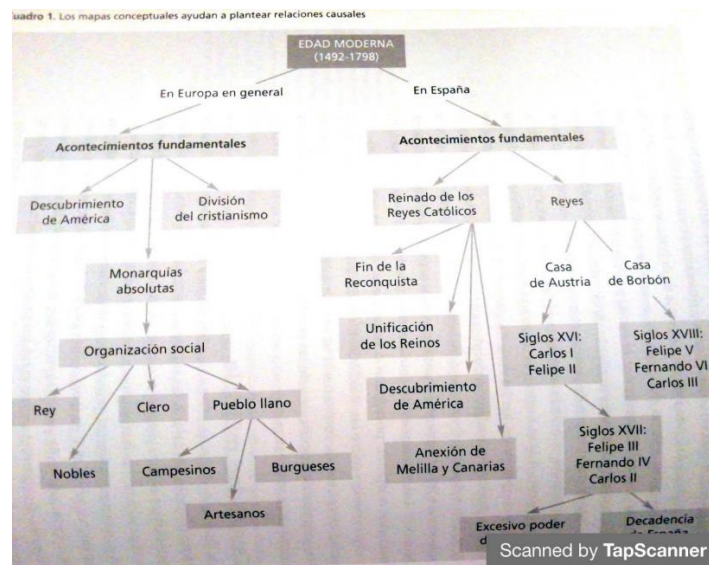 uadro 1. Los mapas conceptuales ayudan a plantear relaciones causales
EDAD MODERNA
(1492-1798)
En Europa en general
En España
Acontecimientos fundamentales
Acontecimientos fundamentales
Descubrimiento
de América
División
del cristianismo
Reinado de los
Reyes Católicos
Reyes
Monarquías
absolutas
Fin de la
Reconquista
Casa
de Austria
Casa
de Borbón
Organización social
Unificación
de los Reinos
Siglos XVI:
Carlos I
Felipe II
Siglos XVIII:
Felipe V
Fernando VI
Carlos III
Rey
Clero
Pueblo llano
Descubrimiento
de América
Nobles
Campesinos
Burgueses
Anexión de
Melilla y Canarias
Siglos XVII:
Felipe III
Fernando IV
Carlos II
Artesanos
Excesivo poder
Decadencia
de España
Scanned by TapScanner